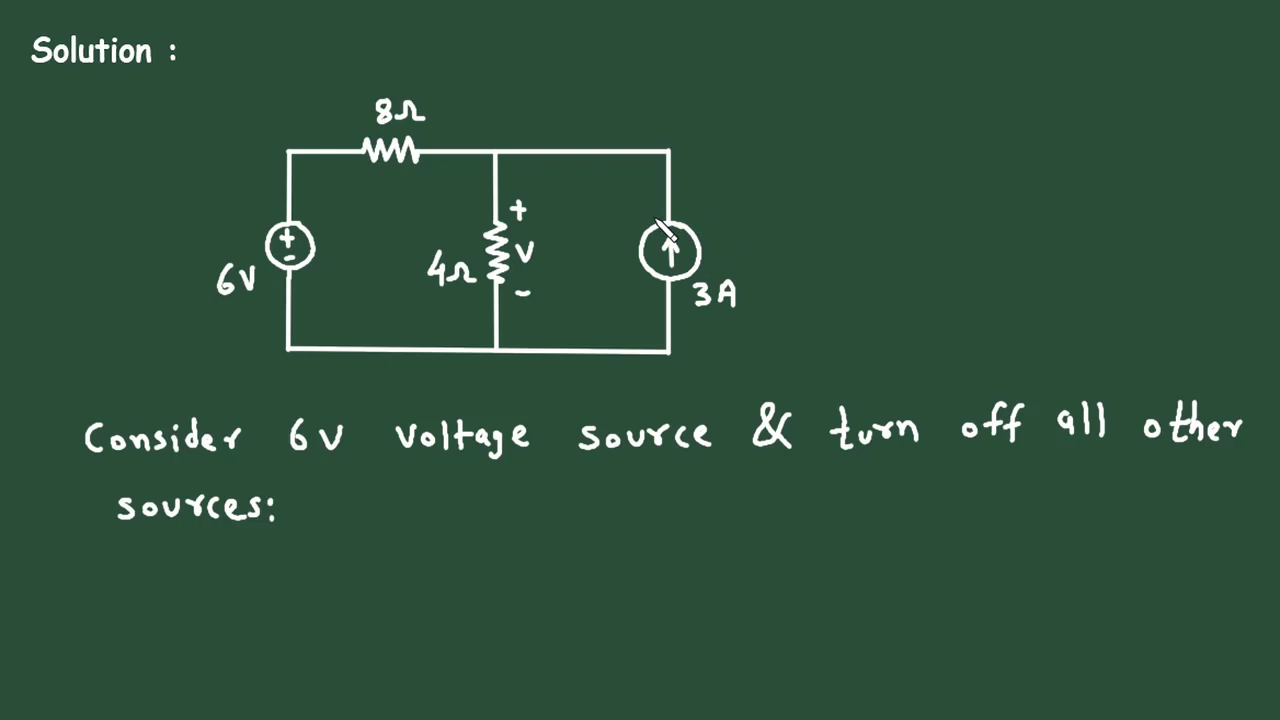 Solution :
8Ω
+
+
-
6V
4Ω
V
-
3A
Consider 6V voltage source & turn off all other
sources: